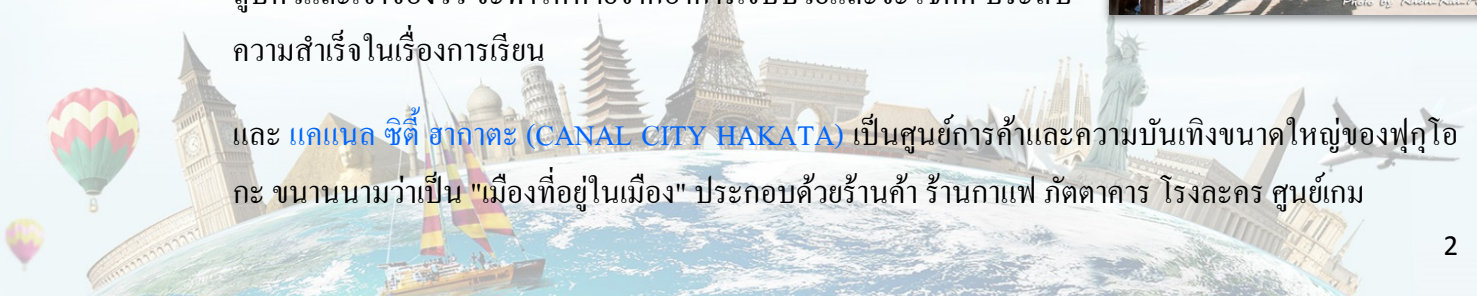 ความสำเร็จในเรื่องการเรียน
และ แคแนล ซิตี้ ฮากาตะ (CANAL CITY HAKATA) เป็นศูนย์การค้าและความบันเทิงขนาดใหญ่ของฟุกุโอ
กะ ขนานนามว่าเป็น "เมืองที่อยู่ในเมือง" ประกอบด้วยร้านค้า ร้านกาแฟ ภัตตาคาร โรงละคร ศูนย์เกม
2